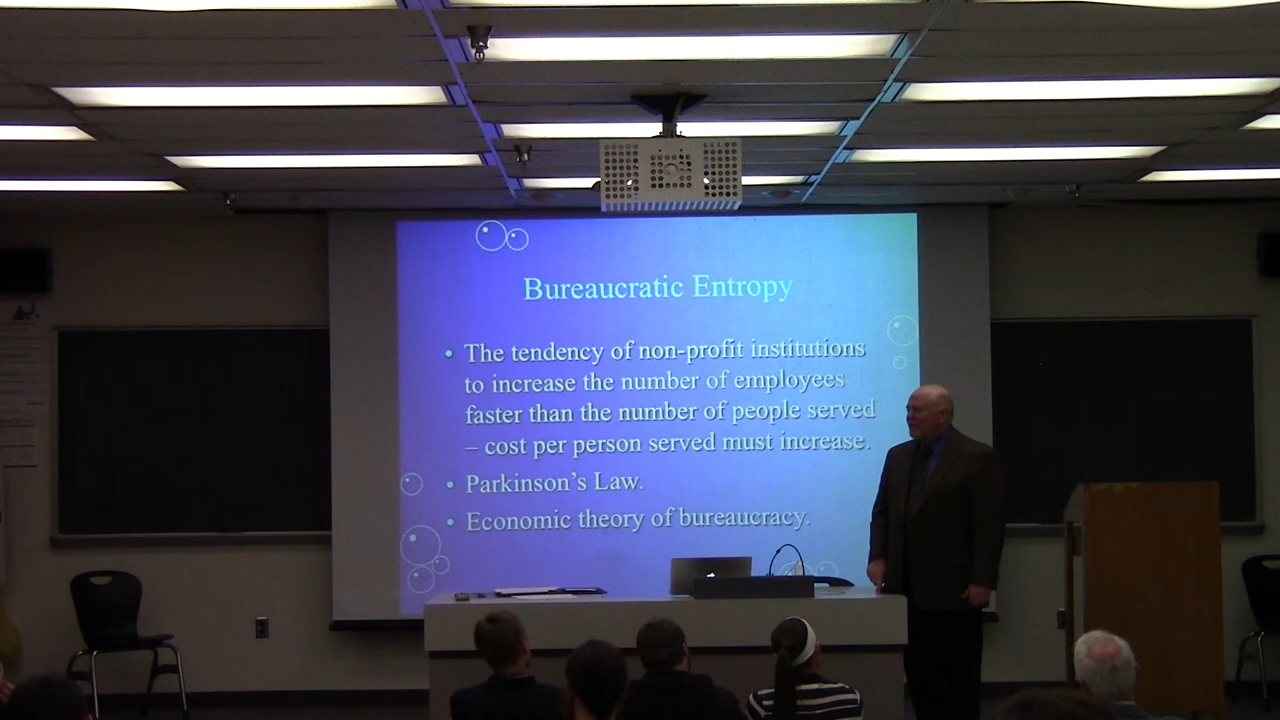 Bureaucratic Entropy
• The tendency of non-profit institutions
to increase the number of employees
faster than the number of people served
– cost per person served must increase.
• Parkinson's Law.
• Economic theory of bureaucracy.